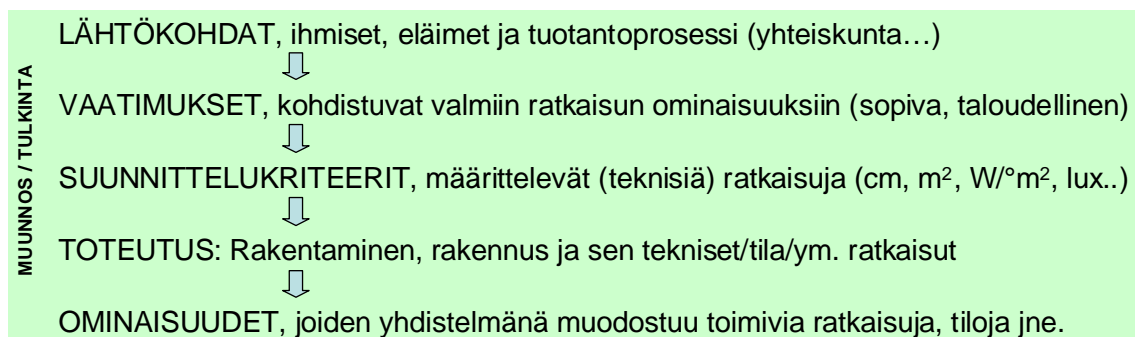 MUUNNOS / TULKINTA
LÄHTÖKOHDAT, ihmiset, eläimet ja tuotantoprosessi (yhteiskunta…)
VAATIMUKSET, kohdistuvat valmiin ratkaisun ominaisuuksiin (sopiva, taloudellinen)
SUUNNITTELUKRITEERIT, määrittelevät (teknisiä) ratkaisuja (cm, m², W/°m², lux..)
TOTEUTUS: Rakentaminen, rakennus ja sen tekniset/tila/ym. ratkaisut
OMINAISUUDET, joiden yhdistelmänä muodostuu toimivia ratkaisuja, tiloja jne.